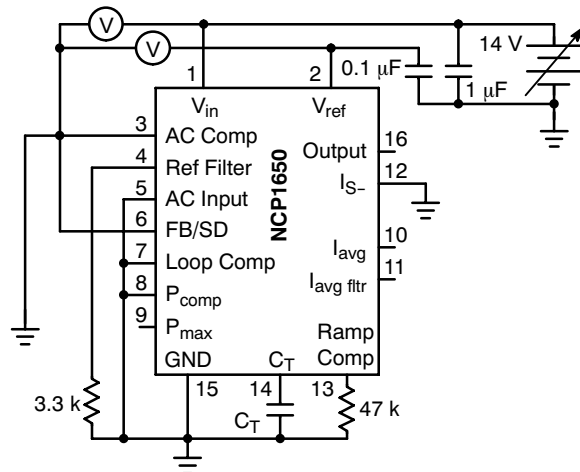 V
V
14 V
0.1 µF
1 µF
1
2
Vin
Vref
3
AC Comp
4
Ref Filter
5
AC Input
6
FB/SD
7
Loop Comp
8
Pcomp
9
Pmax
NCP1650
Output
16
IS–
12
Iavg
10
Iavg fltr
11
Ramp
Comp
GND
CT
15
14
13
3.3 k
CT
47 k